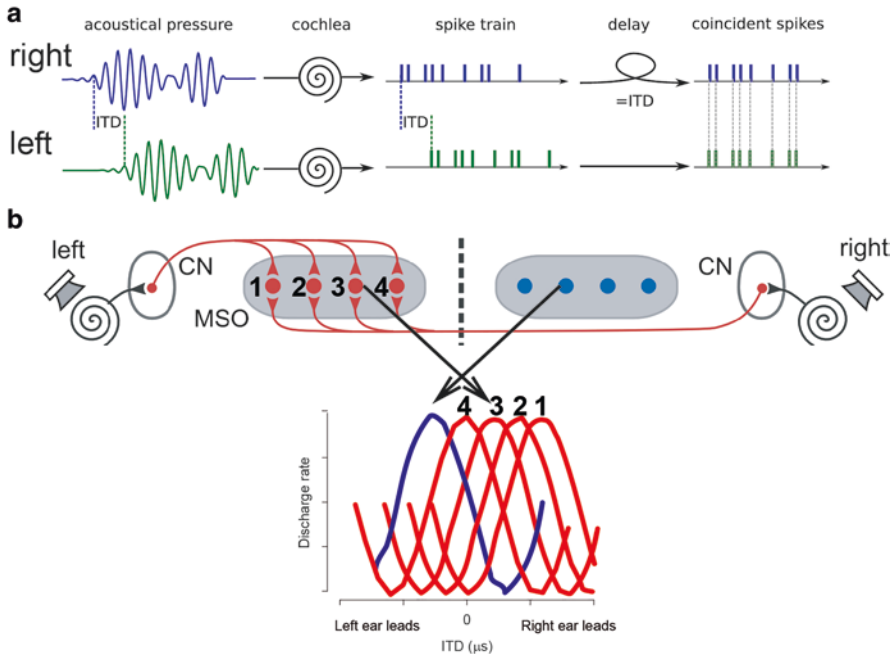 a
acoustical pressure cochlea spike train delay coincident spikes
right
ITD ITD =ITD
left
b
left right
CN CN
1 2 3 4
MSO
4 3 2 1
Discharge rate
0
Left ear leads Right ear leads
ITD (μs)